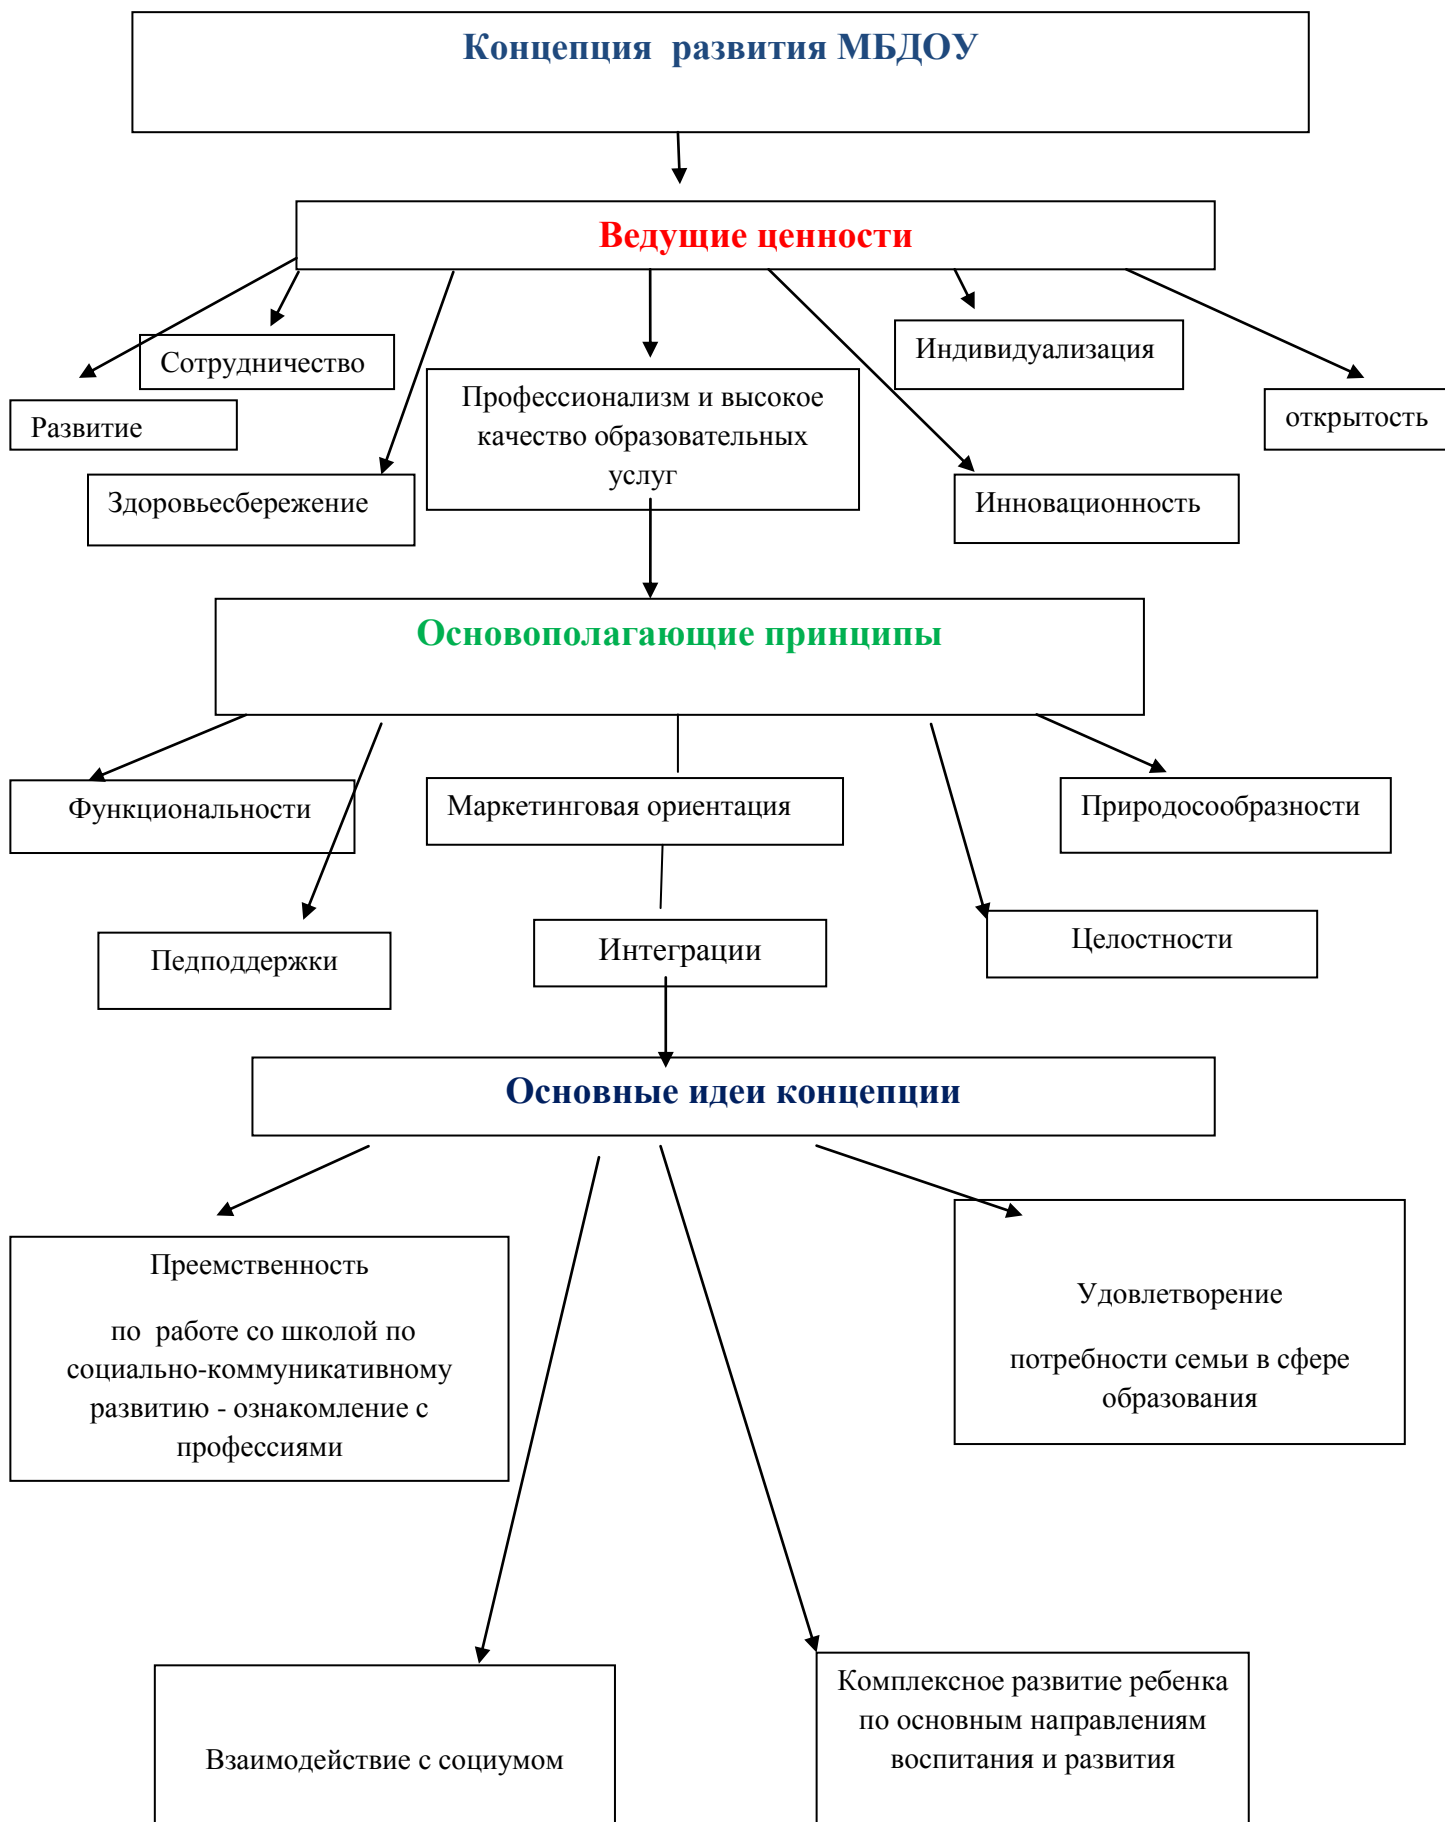 Концепция развития МБДОУ
Ведущие ценности
Сотрудничество
Индивидуализация
Развитие
Профессионализм и высокое
качество образовательных
услуг
открытость
Здоровьесбережение
Инновационность
Основополагающие принципы
Функциональности
Маркетинговая ориентация
Природосообразности
Педподдержки
Интеграции
Целостности
Основные идеи концепции
Преемственность
по работе со школой по
социально-коммуникативному
развитию - ознакомление с
профессиями
Удовлетворение
потребности семьи в сфере
образования
Взаимодействие с социумом
Комплексное развитие ребенка
по основным направлениям
воспитания и развития